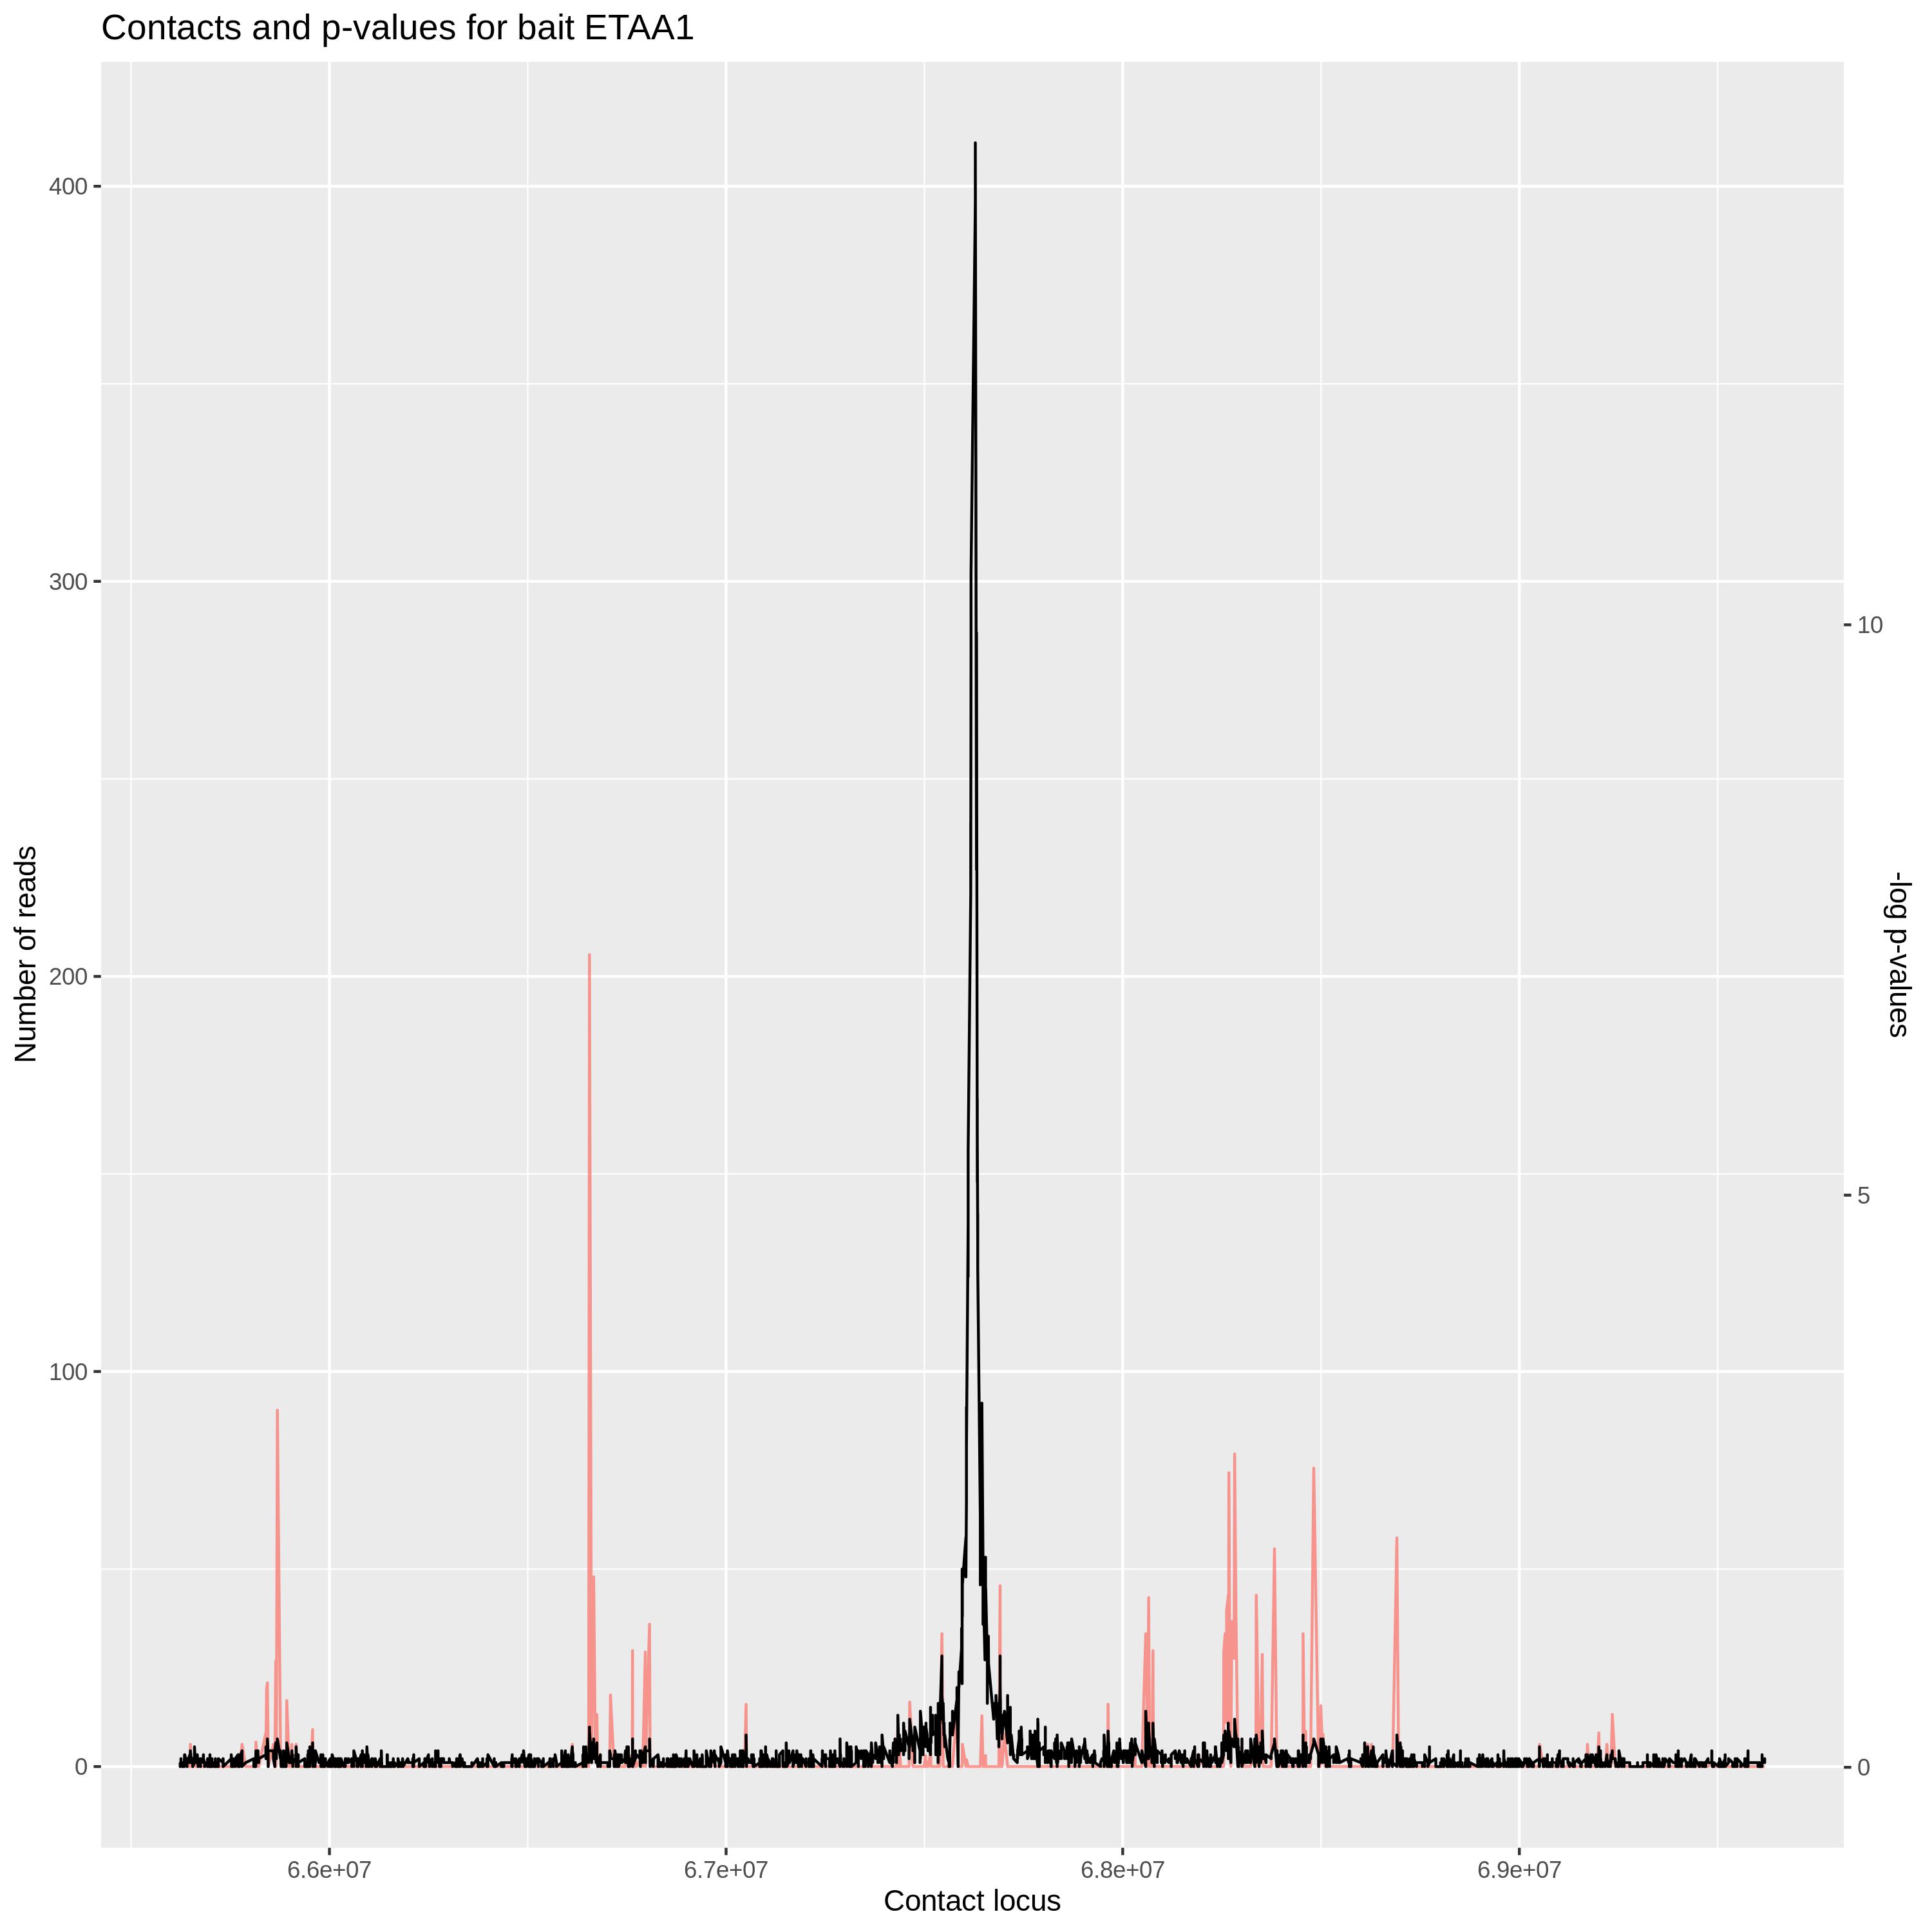 Contacts and p-values for bait ETAA1
400
300
200
100
0
Number of reads
10
5
0
-log p-values
6.6e+07
6.7e+07
6.8e+07
6.9e+07
Contact locus